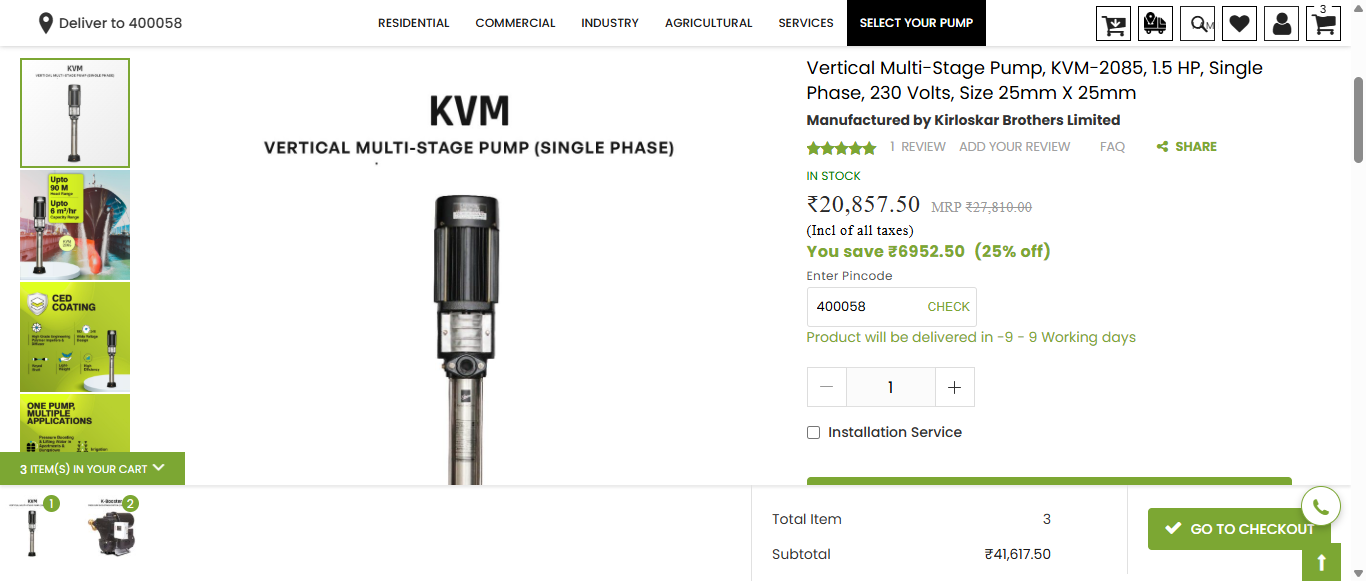 Deliver to 400058
RESIDENTIAL
COMMERCIAL
INDUSTRY
AGRICULTURAL
SERVICES
SELECT YOUR PUMP
3
KVM
VERTICAL MULTI-STAGE PUMP (SINGLE PHASE)
Upto
90 M
Head Range
Upto
6 m³/hr
Capacity Range
CED
COATING
ONE PUMP,
MULTIPLE
APPLICATIONS
KVM
VERTICAL MULTI-STAGE PUMP (SINGLE PHASE)
Vertical Multi-Stage Pump, KVM-2085, 1.5 HP, Single
Phase, 230 Volts, Size 25mm X 25mm
Manufactured by Kirloskar Brothers Limited
1 REVIEW ADD YOUR REVIEW FAQ SHARE
IN STOCK
₹20,857.50 MRP ₹27,810.00
(Incl of all taxes)
You save ₹6952.50 (25% off)
Enter Pincode
400058 CHECK
Product will be delivered in -9 - 9 Working days
1
Installation Service
3 ITEM(S) IN YOUR CART
KVM
1
K-Booster
2
Total Item 3
Subtotal ₹41,617.50
GO TO CHECKOUT